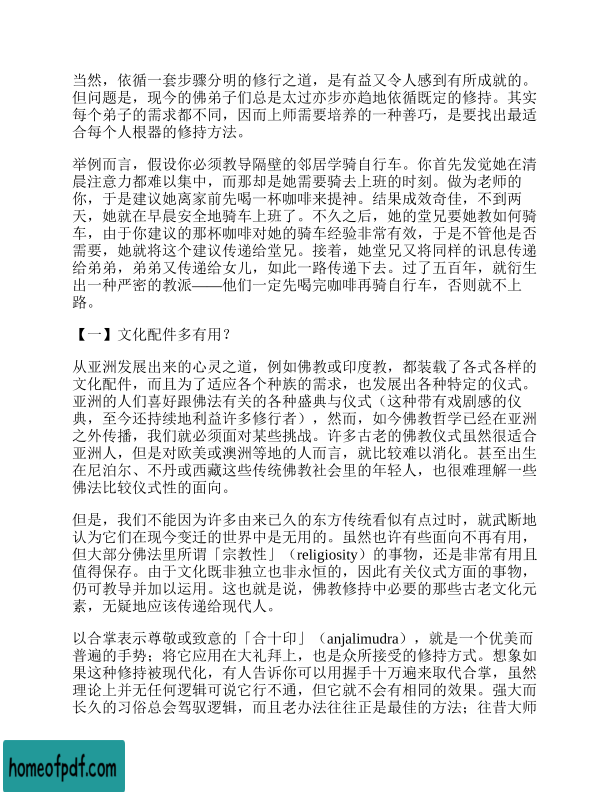 当然，依循一套步骤分明的修行之道，是有益又令人感到有所成就的。
但问题是，现今的佛弟子们总是太过亦步亦趋地依循既定的修持。其实
每个弟子的需求都不同，因而上师需要培养的一种善巧，是要找出最适
合每个人根器的修持方法。
举例而言，假设你必须教导隔壁的邻居学骑自行车。你首先发觉她在清
晨注意力都难以集中，而那却是她需要骑去上班的时刻。做为老师的
你，于是建议她离家前先喝一杯咖啡来提神。结果成效奇佳，不到两
天，她就在早晨安全地骑车上班了。不久之后，她的堂兄要她教如何骑
车，由于你建议的那杯咖啡对她的骑车经验非常有效，于是不管他是否
需要，她就将这个建议传递给堂兄。接着，她堂兄又将同样的讯息传递
给弟弟，弟弟又传递给女儿，如此一路传递下去。过了五百年，就衍生
出一种严密的教派——他们一定先喝完咖啡再骑自行车，否则就不上
路。
【一】文化配件多有用？
从亚洲发展出来的心灵之道，例如佛教或印度教，都装载了各式各样的
文化配件，而且为了适应各个种族的需求，也发展出各种特定的仪式。
亚洲的人们喜好跟佛法有关的各种盛典与仪式（这种带有戏剧感的仪
典，至今还持续地利益许多修行者），然而，如今佛教哲学已经在亚洲
之外传播，我们就必须面对某些挑战。许多古老的佛教仪式虽然很适合
亚洲人，但是对欧美或澳洲等地的人而言，就比较难以消化。甚至出生
在尼泊尔、不丹或西藏这些传统佛教社会里的年轻人，也很难理解一些
佛法比较仪式性的面向。
但是，我们不能因为许多由来已久的东方传统看似有点过时，就武断地
认为它们在现今变迁的世界中是无用的。虽然也许有些面向不再有用，
但大部分佛法里所谓「宗教性」（religiosity）的事物，还是非常有用且
值得保存。由于文化既非独立也非永恒的，因此有关仪式方面的事物，
仍可教导并加以运用。这也就是说，佛教修持中必要的那些古老文化元
素，无疑地应该传递给现代人。
以合掌表示尊敬或致意的「合十印」（anjalimudra），就是一个优美而
普遍的手势；将它应用在大礼拜上，也是众所接受的修持方式。想象如
果这种修持被现代化，有人告诉你可以用握手十万遍来取代合掌，虽然
理论上并无任何逻辑可说它行不通，但它就不会有相同的效果。强大而
长久的习俗总会驾驭逻辑，而且老办法往往正是最佳的方法；往昔大师
homeofpdf.com